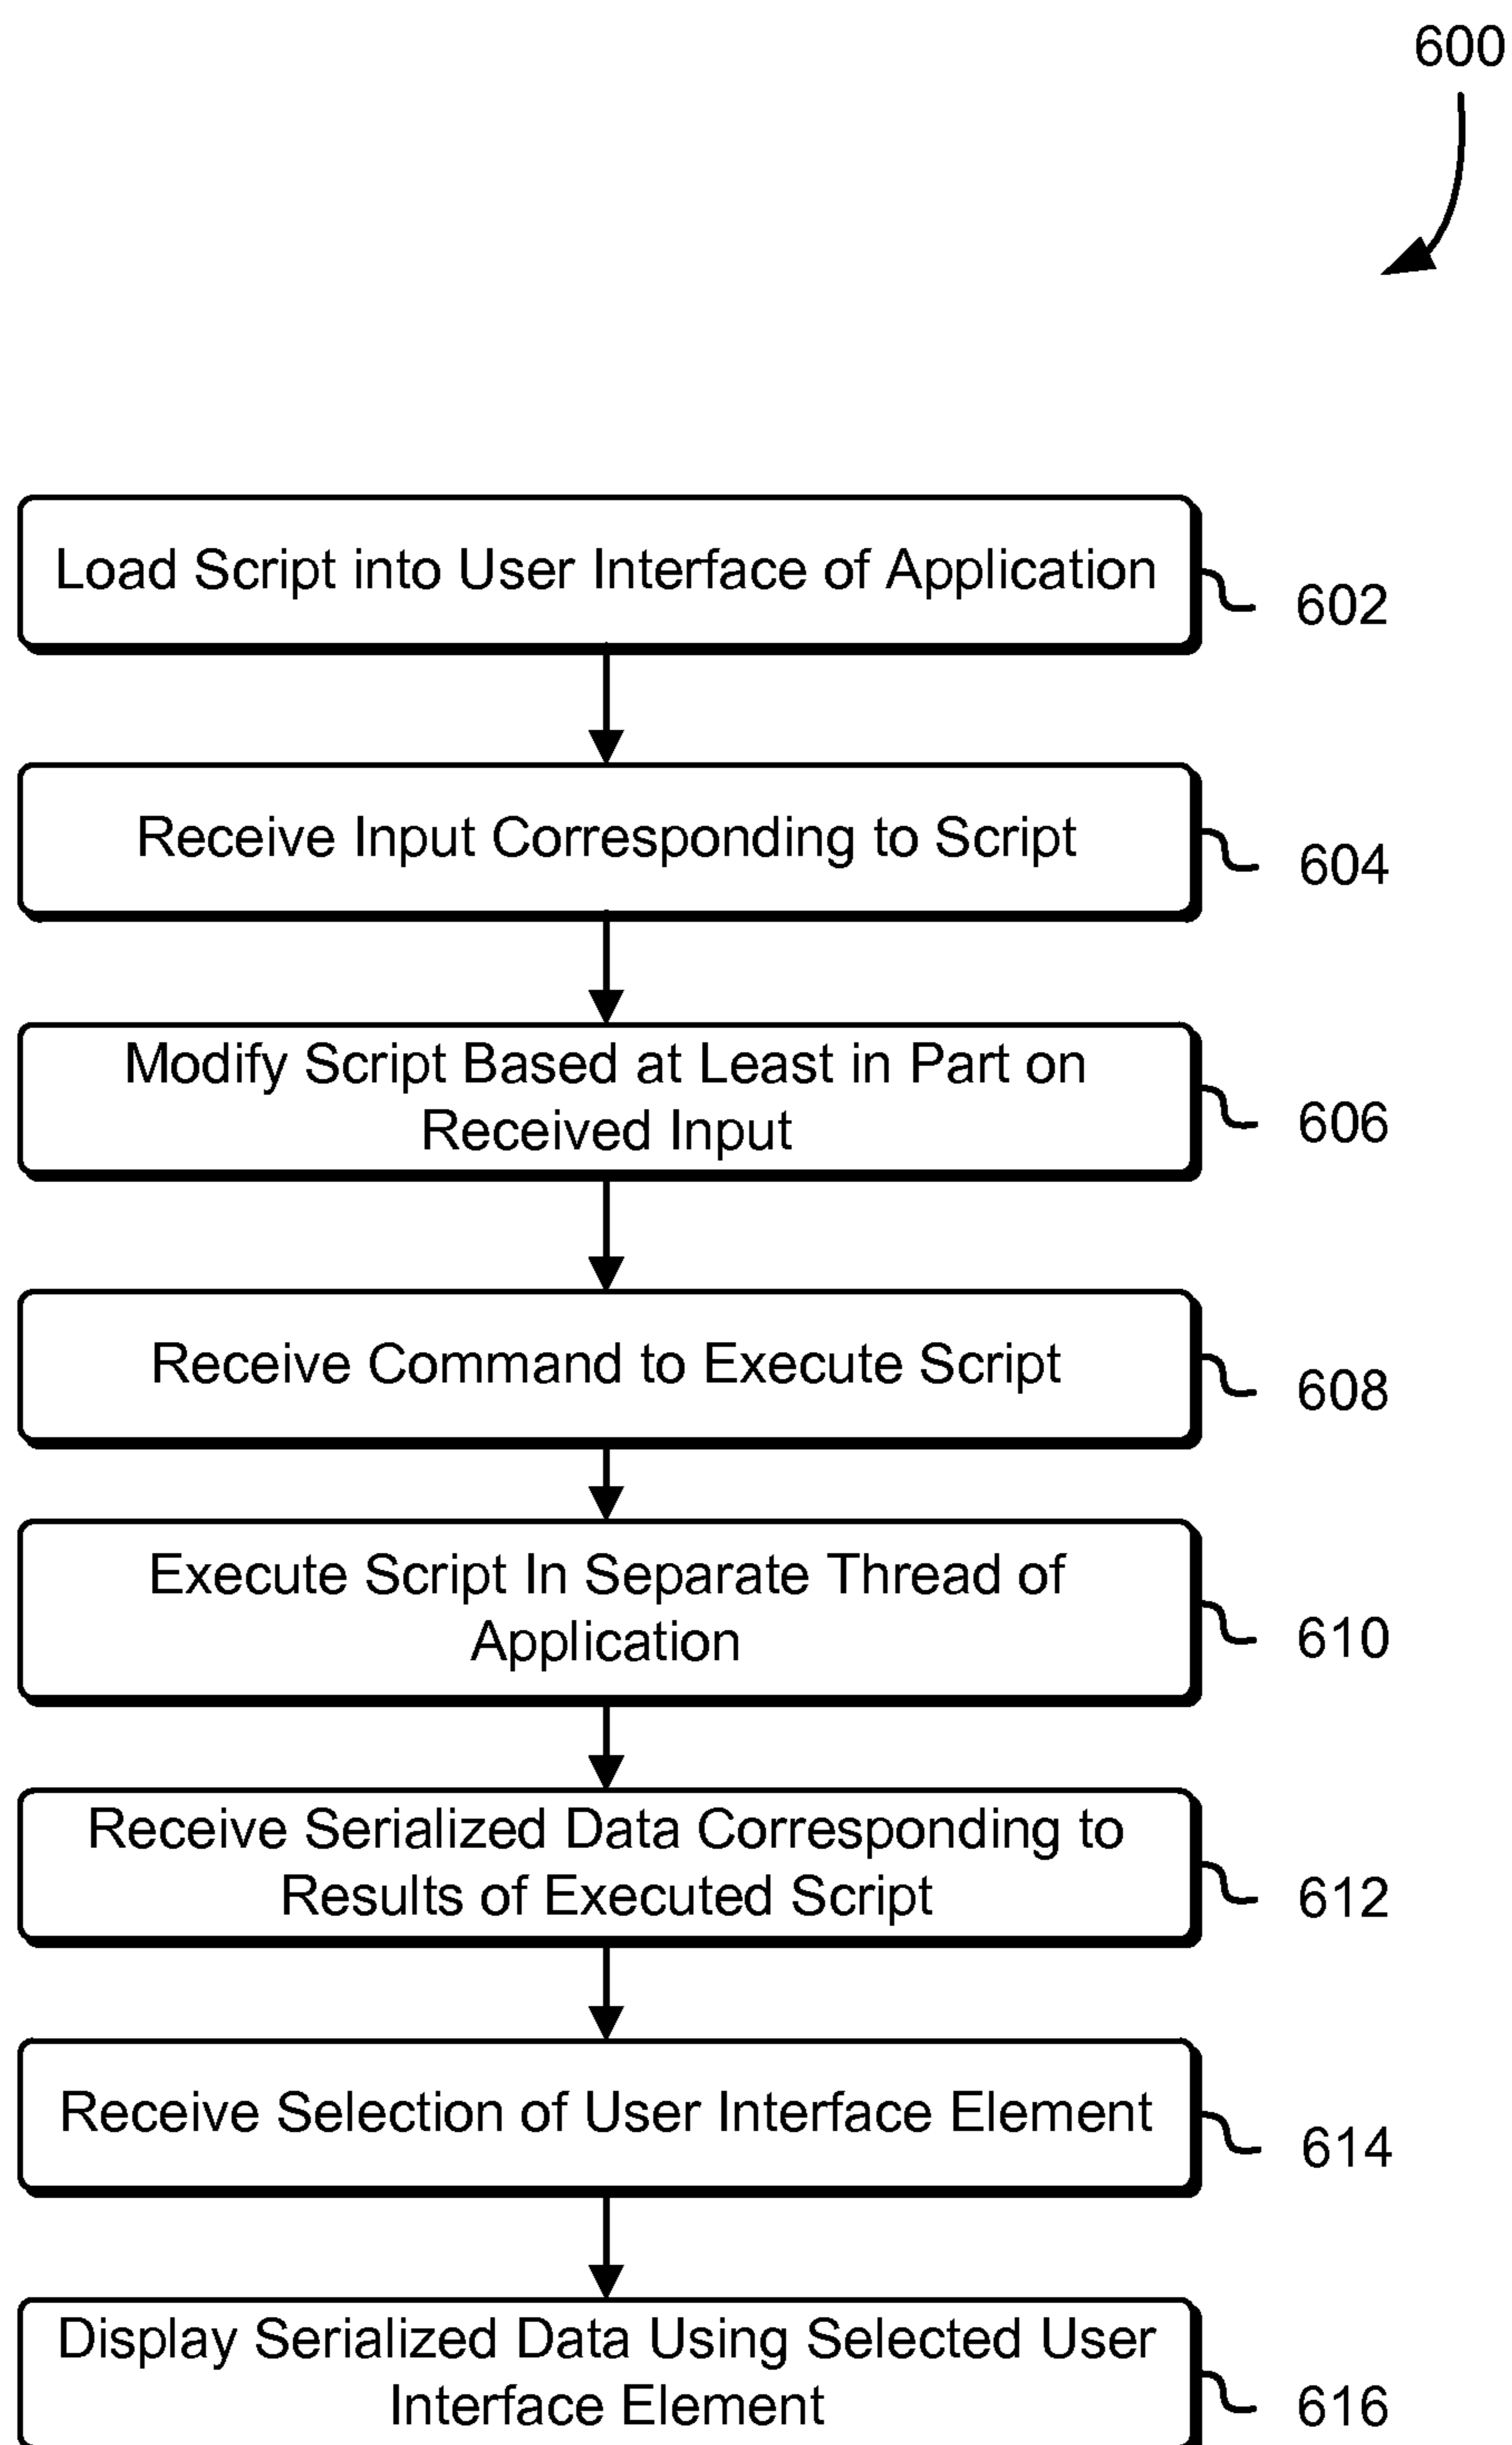 600
Load Script into User Interface of Application
602
Receive Input Corresponding to Script
604
Modify Script Based at Least in Part on
Received Input
606
Receive Command to Execute Script
608
Execute Script In Separate Thread of
Application
610
Receive Serialized Data Corresponding to
Results of Executed Script
612
Receive Selection of User Interface Element
614
Display Serialized Data Using Selected User
Interface Element
616